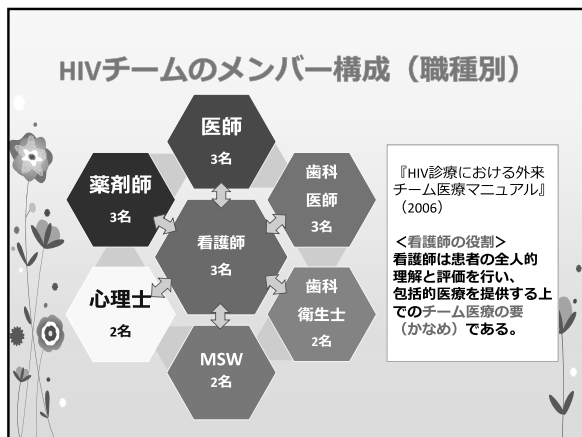 HIVチームのメンバー構成（職種別）
医師
3名
薬剤師
3名
歯科
医師
3名
看護師
3名
心理士
2名
歯科
衛生士
2名
MSW
2名
『HIV診療における外来
チーム医療マニュアル』
（2006）
＜看護師の役割＞
看護師は患者の全人的
理解と評価を行い、
包括的医療を提供する上
でのチーム医療の要
（かなめ）である。